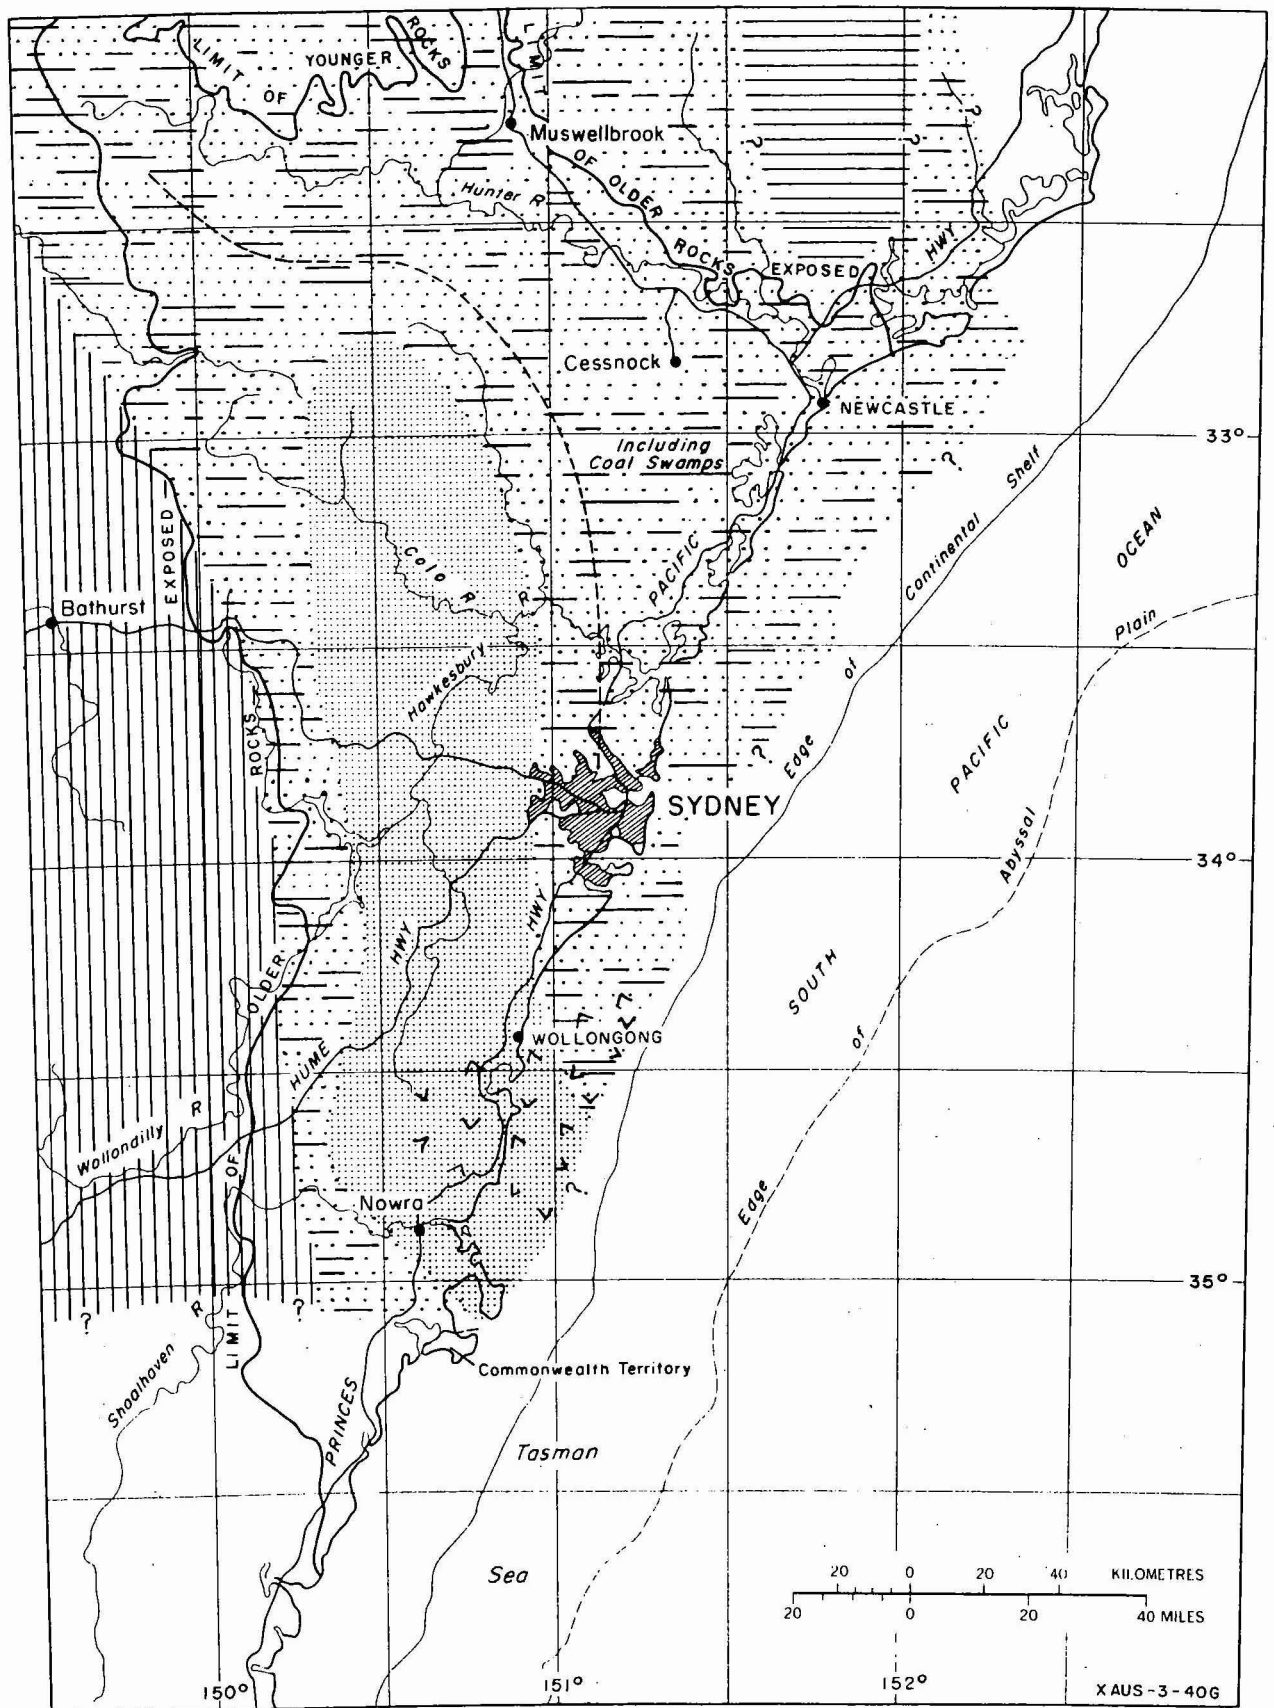 LIMIT
OF
YOUNGER
ROCKS
LIMIT
OF
OLDER
ROCKS
EXPOSED
Muswellbrook
Hunter R
?
?
?
HWY
Cessnock
NEWCASTLE
Including
Coal Swamps
33°
?
Edge of Continental Shelf
PACIFIC
SOUTH PACIFIC OCEAN
Edge of Abyssal Plain
EXPOSED
ROCKS
OLDER
OF
LIMIT
Bathurst
Colo R
Hawkesbury R
?
SYDNEY
34°
HWY
HWY
HUME
WOLLONGONG
Wollondilly R
?
Nowra
35°
?
?
R
Shoalhaven
Commonwealth Territory
PRINCES
Tasman
Sea
20 0 20 40 KILOMETRES
20 0 20 40 MILES
150° 151° 152°
XAUS-3-40G